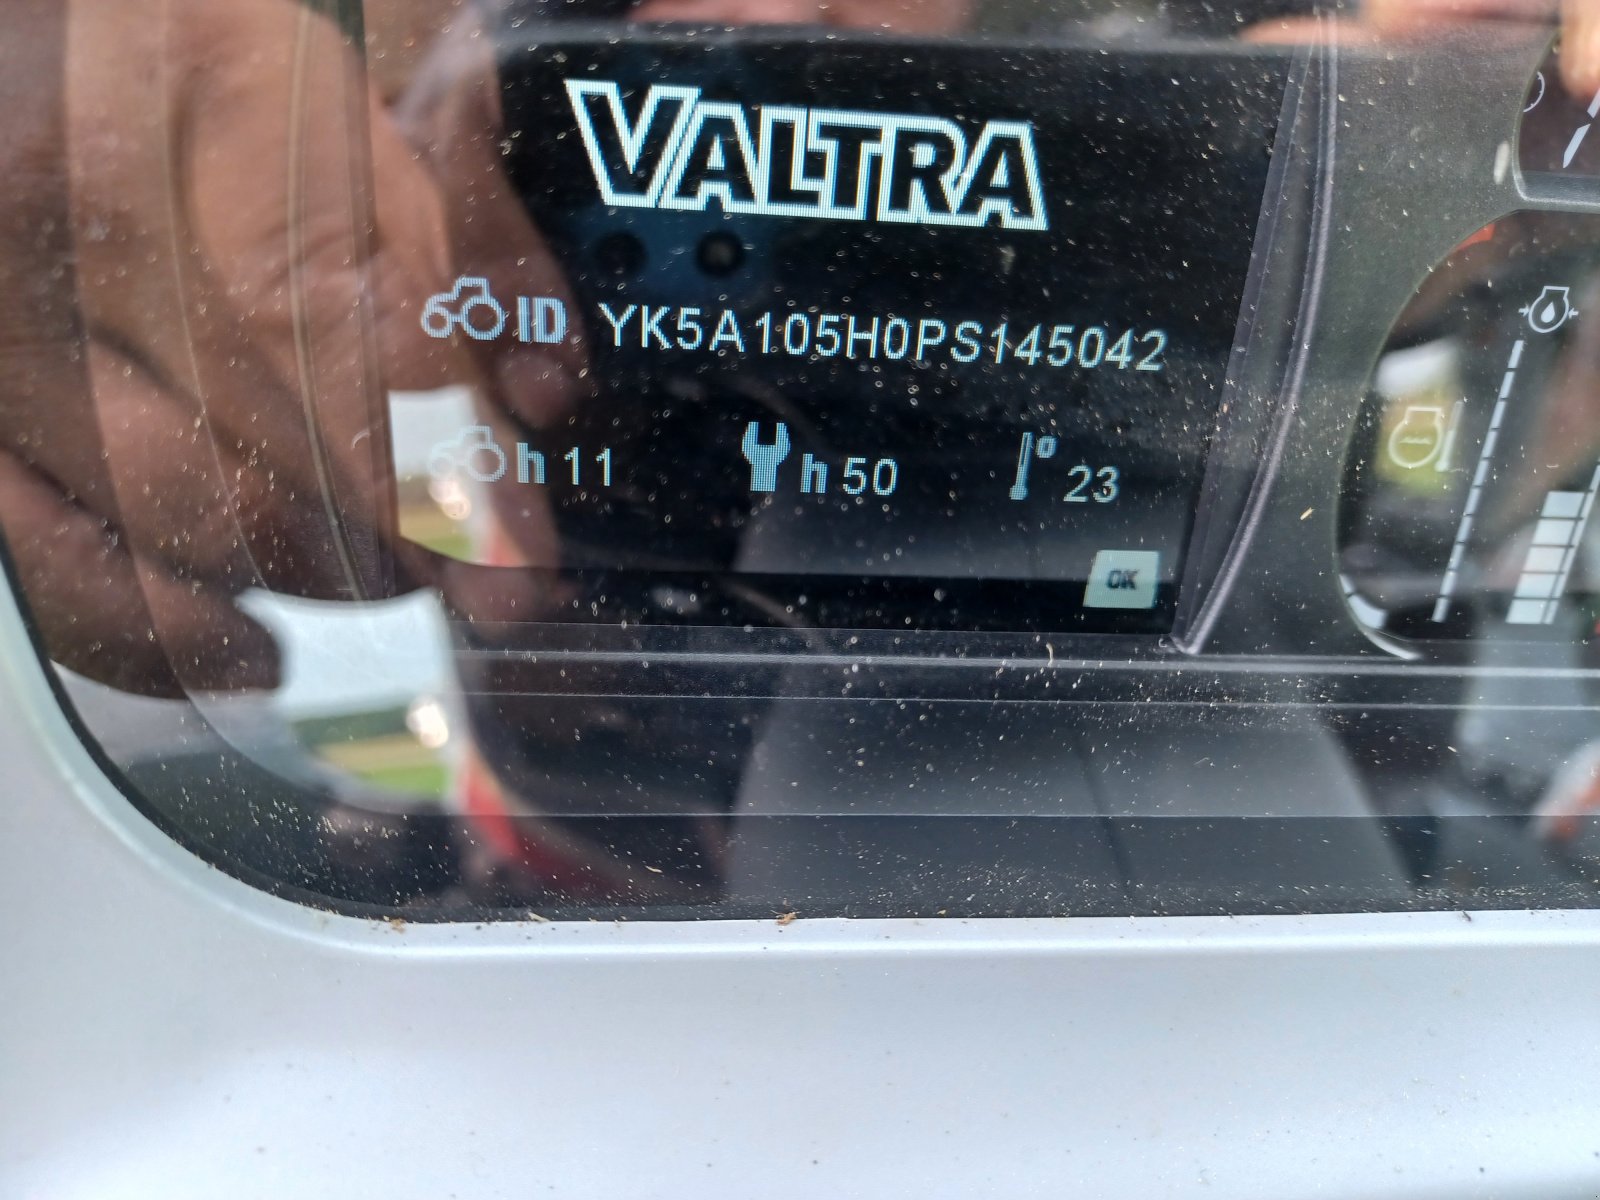 VALTRA
ID YK5A105H0PS145042
h 11 h 50 ° 23
OK